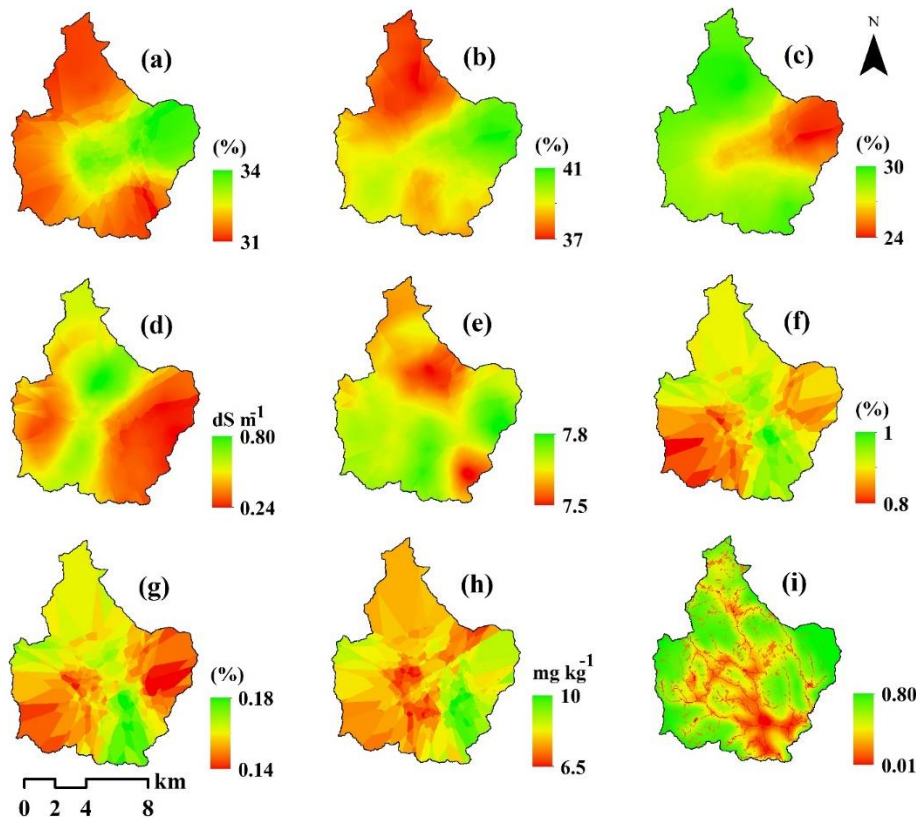 (a)
(%)
34
31
(b)
(%)
41
37
(c)
N
(%)
30
24
(d)
dS m⁻¹
0.80
0.24
(e)
7.8
7.5
(f)
(%)
1
0.8
(g)
(%)
0.18
0.14
(h)
mg kg⁻¹
10
6.5
(i)
0.80
0.01
km
0 2 4 8